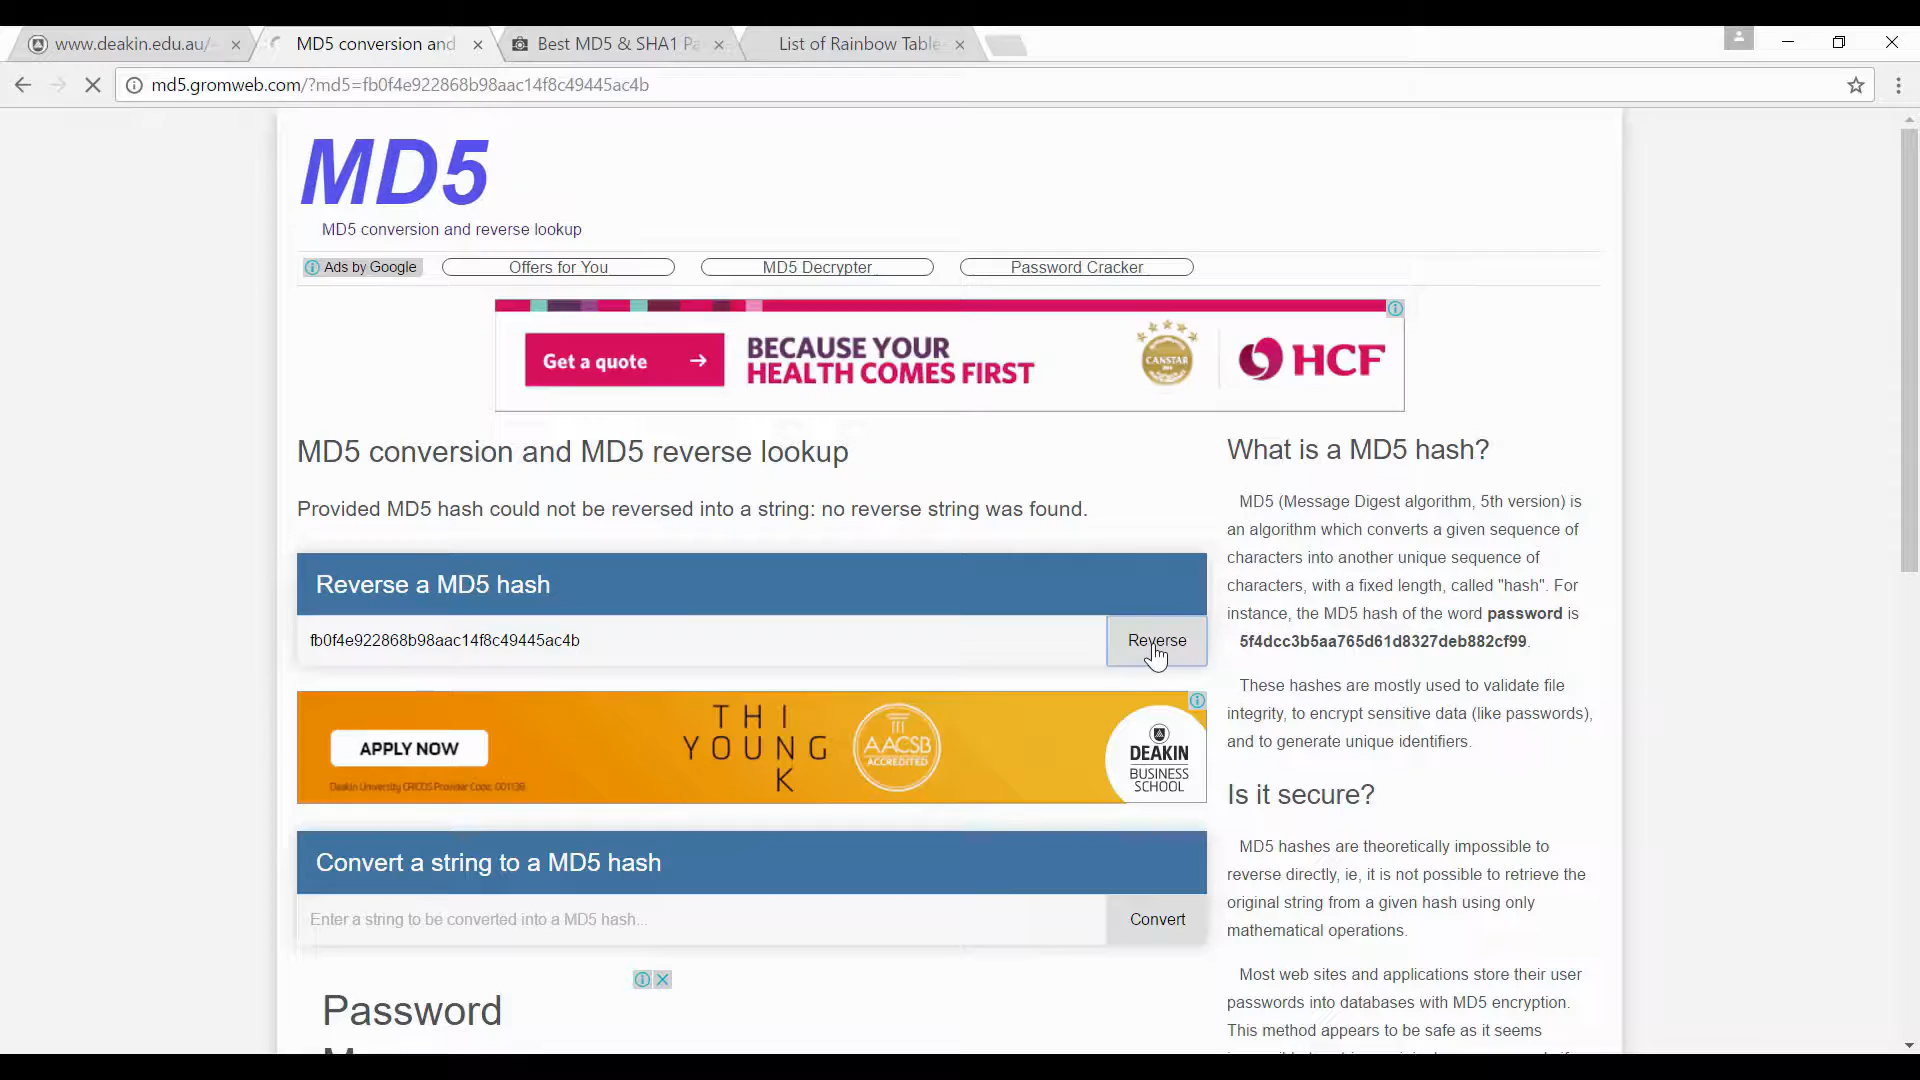 www.deakin.edu.au/
MD5 conversion and
Best MD5 & SHA1 Pa
List of Rainbow Table
md5.gromweb.com/?md5=fb0f4e922868b98aac14f8c49445ac4b
MD5
MD5 conversion and reverse lookup
Ads by Google
Offers for You
MD5 Decrypter
Password Cracker
Get a quote
BECAUSE YOUR
HEALTH COMES FIRST
CANSTAR
HCF
MD5 conversion and MD5 reverse lookup
Provided MD5 hash could not be reversed into a string: no reverse string was found.
Reverse a MD5 hash
fb0f4e922868b98aac14f8c49445ac4b
Reverse
APPLY NOW
Deakin University CRICOS Provider Code: 00113B
THI
YOUNG
K
AACSB
ACCREDITED
DEAKIN
BUSINESS
SCHOOL
Convert a string to a MD5 hash
Enter a string to be converted into a MD5 hash...
Convert
Password
What is a MD5 hash?
MD5 (Message Digest algorithm, 5th version) is
an algorithm which converts a given sequence of
characters into another unique sequence of
characters, with a fixed length, called "hash". For
instance, the MD5 hash of the word password is
5f4dcc3b5aa765d61d8327deb882cf99.
These hashes are mostly used to validate file
integrity, to encrypt sensitive data (like passwords),
and to generate unique identifiers.
Is it secure?
MD5 hashes are theoretically impossible to
reverse directly, ie, it is not possible to retrieve the
original string from a given hash using only
mathematical operations.
Most web sites and applications store their user
passwords into databases with MD5 encryption.
This method appears to be safe as it seems